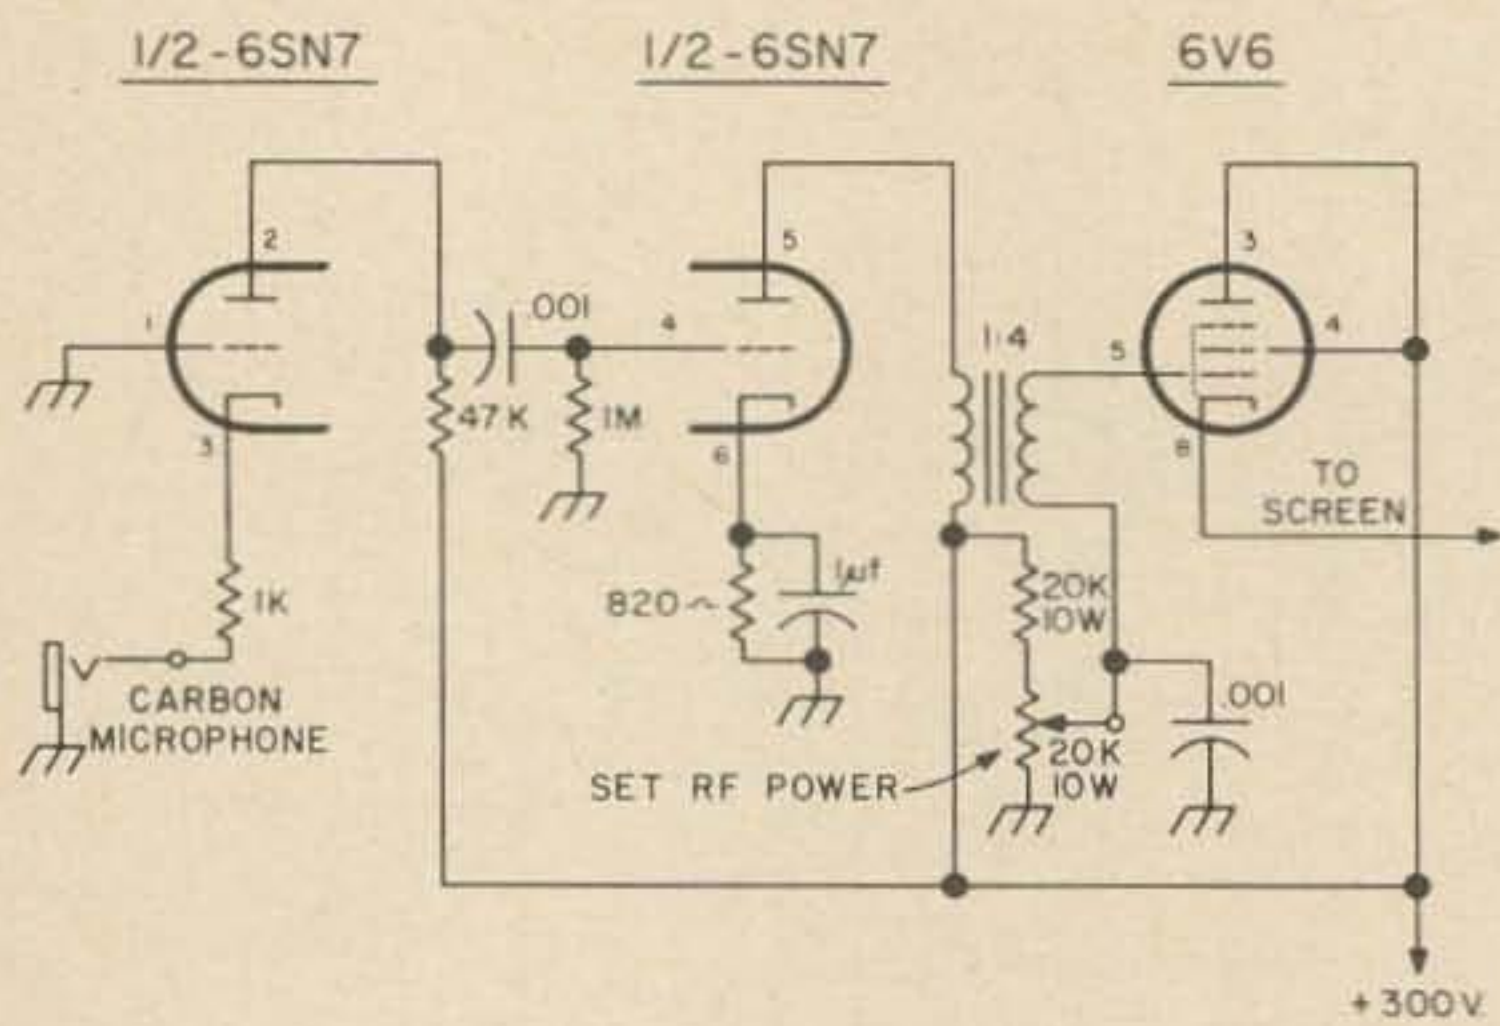 1/2-6SN7
1/2-6SN7
6V6
2
1
3
.001
47K
1M
1K
CARBON
MICROPHONE
5
4
6
820~
1µf
1:4
3
5
4
8
TO
SCREEN
20K
10W
20K
10W
.001
SET RF POWER
+300V.